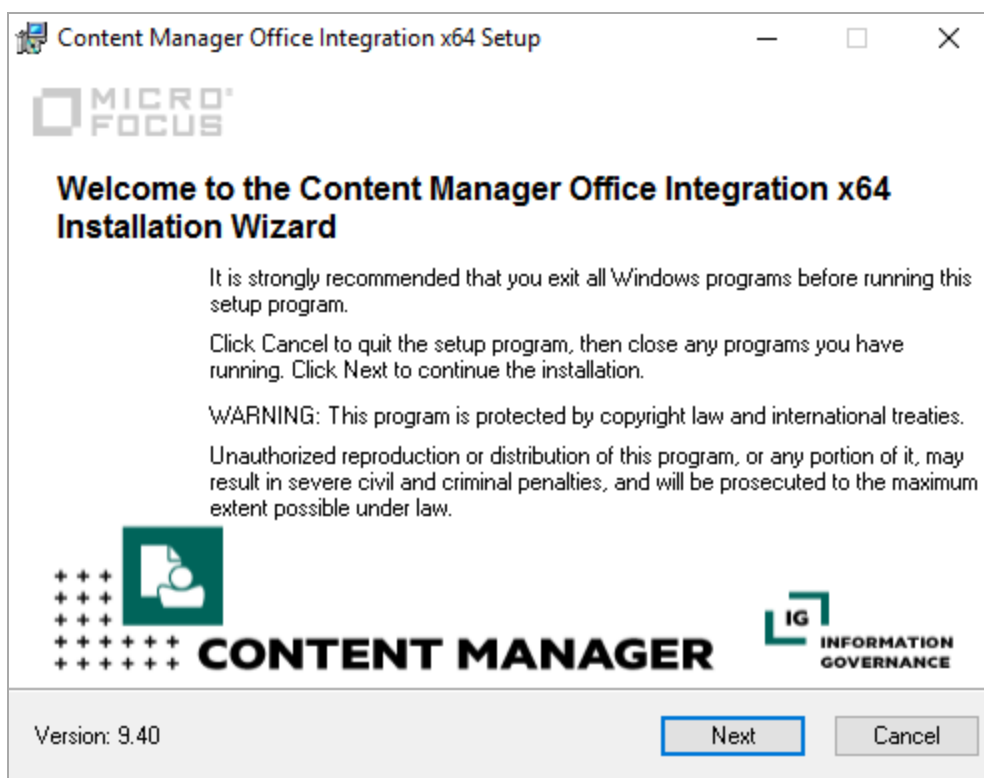 Content Manager Office Integration x64 Setup
MICRO
FOCUS
Welcome to the Content Manager Office Integration x64
Installation Wizard
It is strongly recommended that you exit all Windows programs before running this
setup program.
Click Cancel to quit the setup program, then close any programs you have
running. Click Next to continue the installation.
WARNING: This program is protected by copyright law and international treaties.
Unauthorized reproduction or distribution of this program, or any portion of it, may
result in severe civil and criminal penalties, and will be prosecuted to the maximum
extent possible under law.
CONTENT MANAGER
IG
INFORMATION
GOVERNANCE
Version: 9.40
Next
Cancel